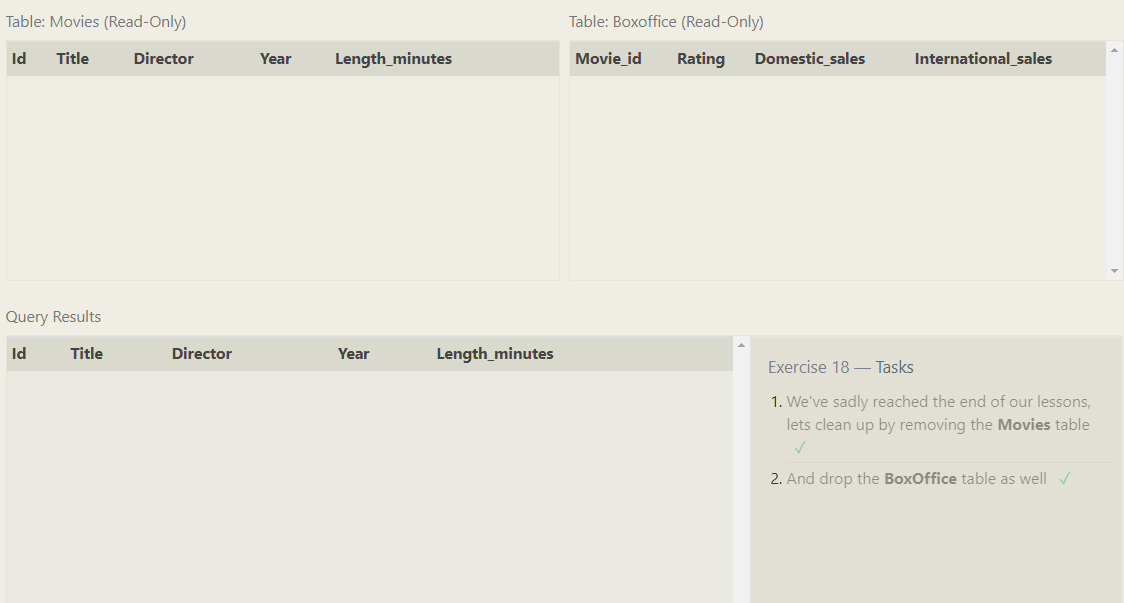 Table: Movies (Read-Only)
Id Title Director Year Length_minutes
Table: Boxoffice (Read-Only)
Movie_id Rating Domestic_sales International_sales
Query Results
Id Title Director Year Length_minutes
Exercise 18 — Tasks
1. We've sadly reached the end of our lessons,
lets clean up by removing the Movies table
✓
2. And drop the BoxOffice table as well ✓